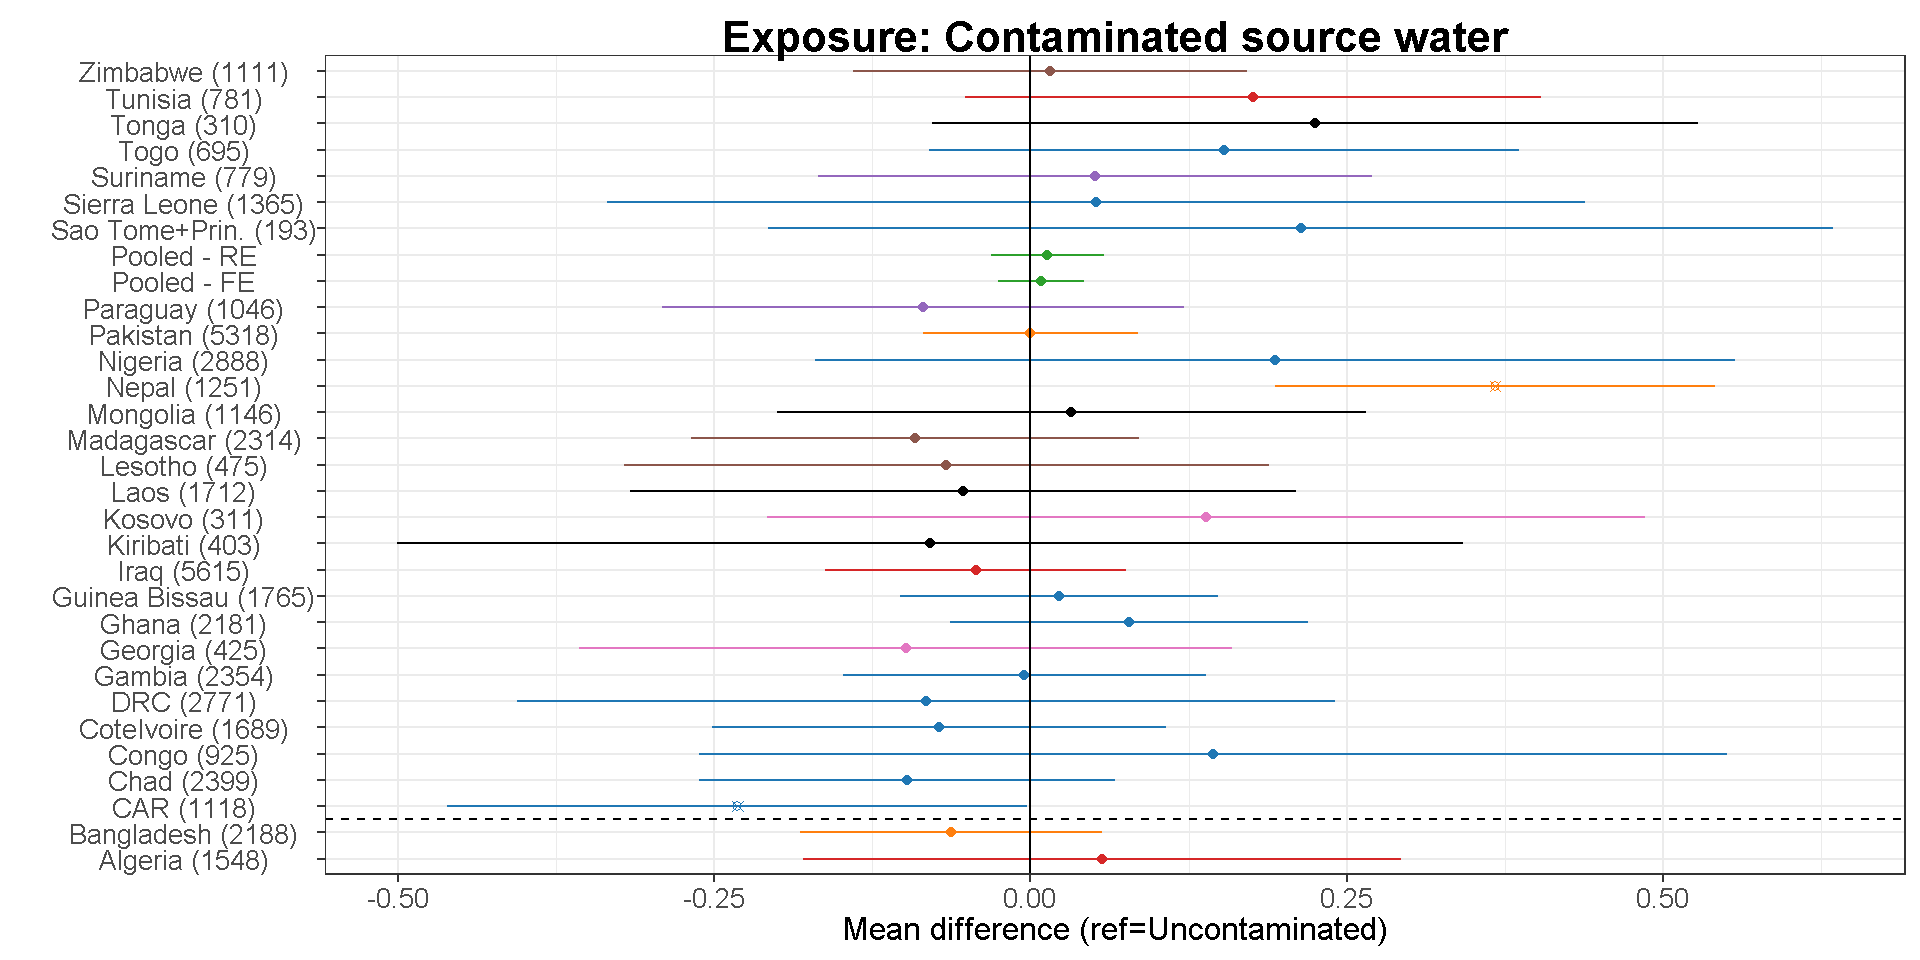 Exposure: Contaminated source water
Zimbabwe (1111)
Tunisia (781)
Tonga (310)
Togo (695)
Suriname (779)
Sierra Leone (1365)
Sao Tome+Prin. (193)
Pooled - RE
Pooled - FE
Paraguay (1046)
Pakistan (5318)
Nigeria (2888)
Nepal (1251)
Mongolia (1146)
Madagascar (2314)
Lesotho (475)
Laos (1712)
Kosovo (311)
Kiribati (403)
Iraq (5615)
Guinea Bissau (1765)
Ghana (2181)
Georgia (425)
Gambia (2354)
DRC (2771)
CoteIvoire (1689)
Congo (925)
Chad (2399)
CAR (1118)
Bangladesh (2188)
Algeria (1548)
-0.50 -0.25 0.00 0.25 0.50
Mean difference (ref=Uncontaminated)